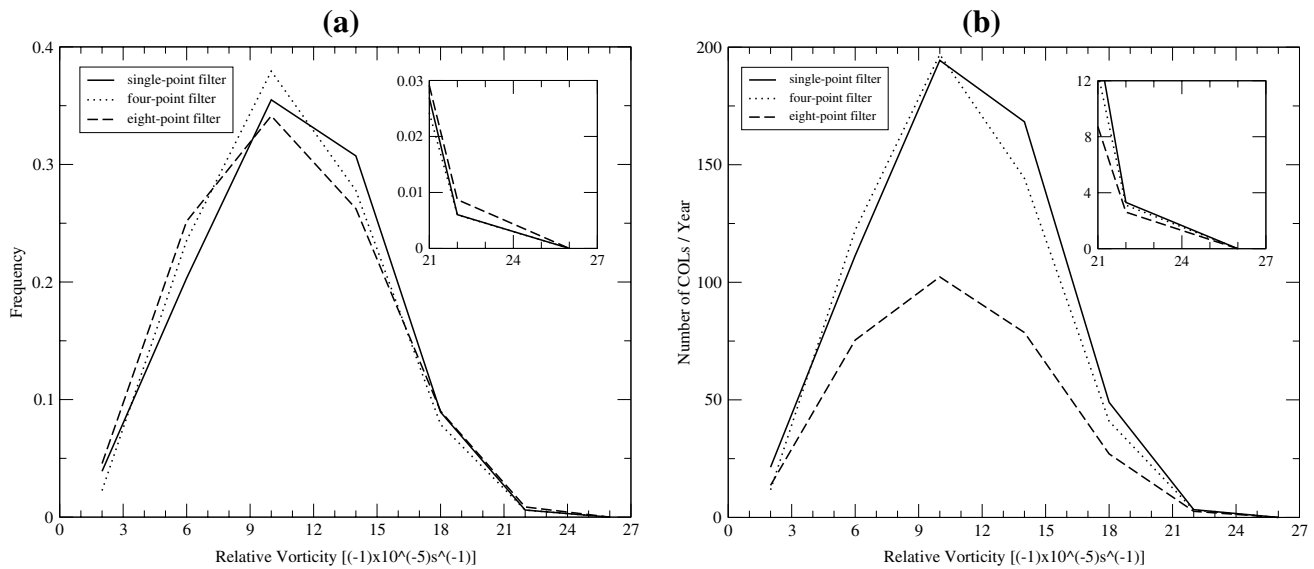 (a)
0.4
0.3
0.2
0.1
0
Frequency
single-point filter
four-point filter
eight-point filter
0.03
0.02
0.01
0
21 24 27
0 3 6 9 12 15 18 21 24 27
Relative Vorticity [(-1)x10^(-5)s^(-1)]
(b)
200
150
100
50
0
Number of COLs / Year
single-point filter
four-point filter
eight-point filter
12
8
4
0
21 24 27
0 3 6 9 12 15 18 21 24 27
Relative Vorticity [(-1)x10^(-5)s^(-1)]